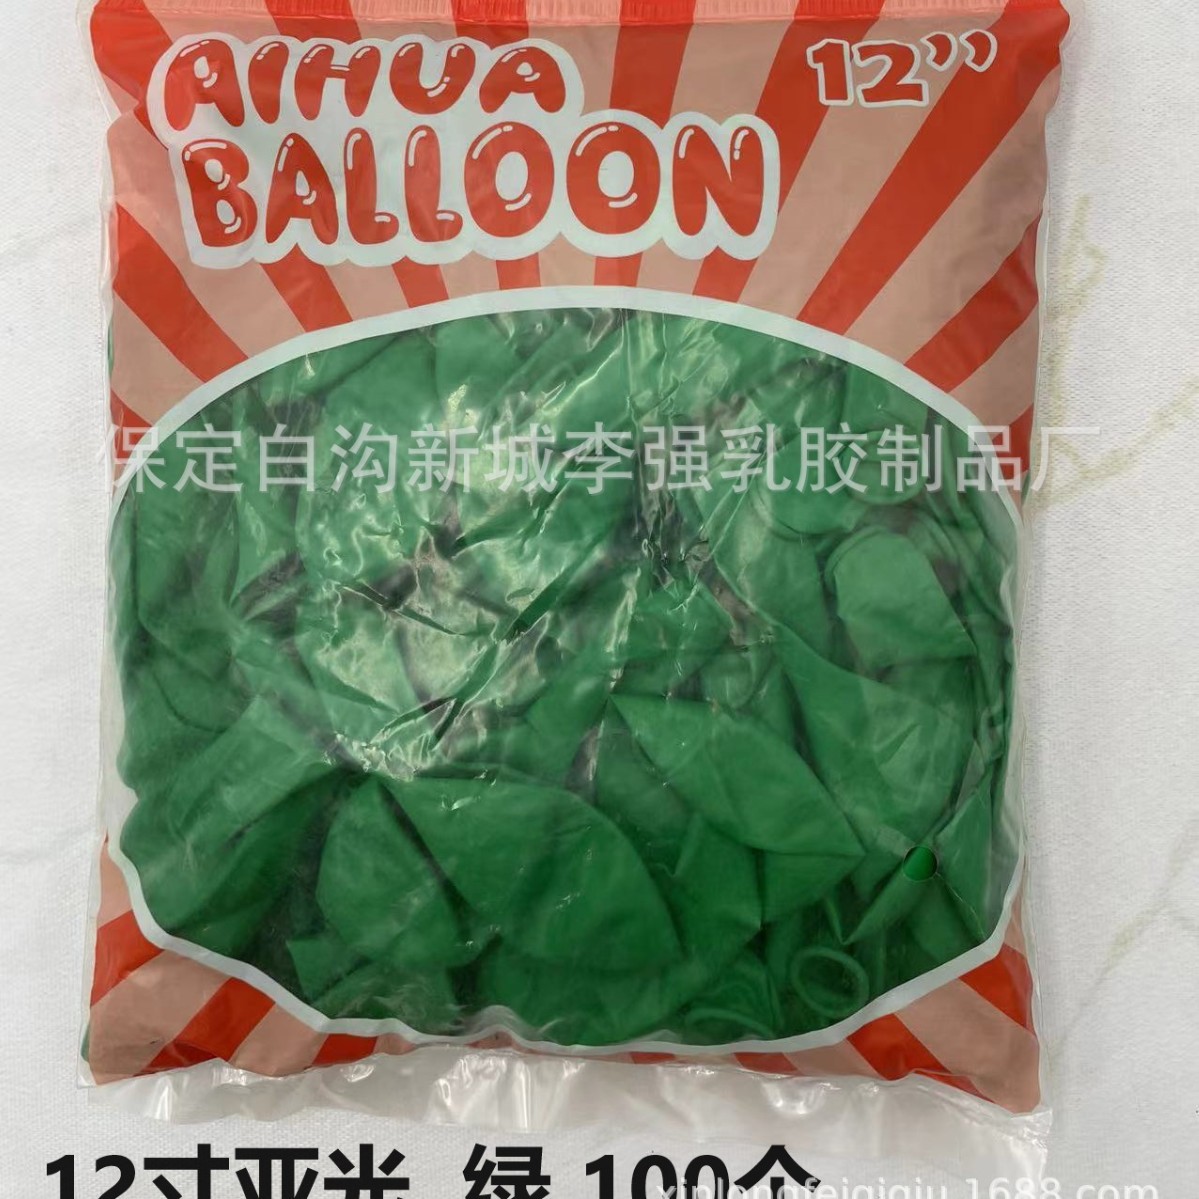 AIHUA
12''
BALLOON
保定白沟新城李强乳胶制品厂
12寸亚光 绿 100个
xinlongfeiqiqiu.1688.com